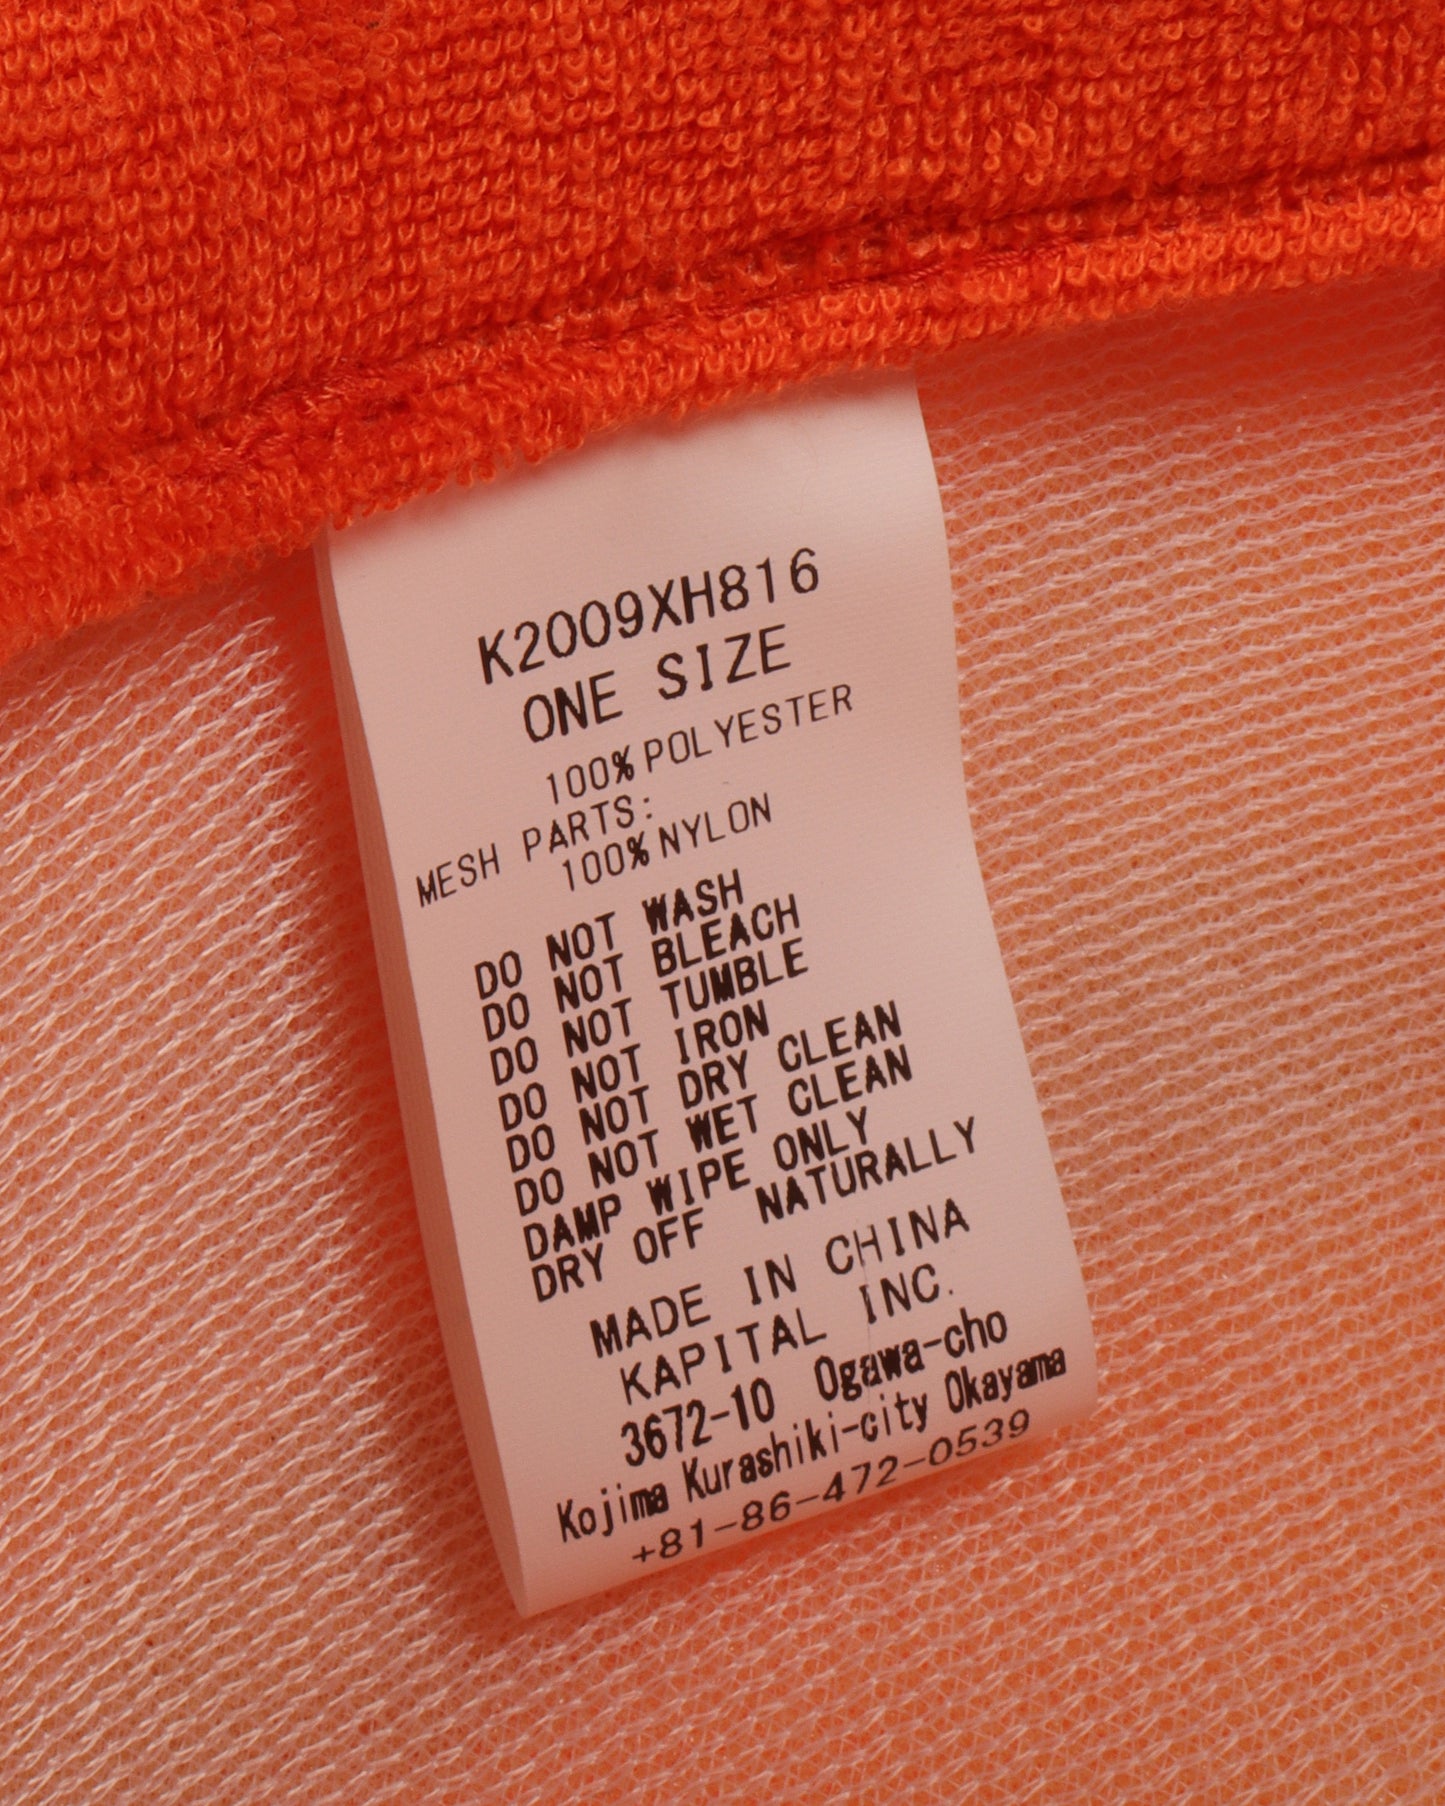 K2009XH816
ONE SIZE
100% POLYESTER
MESH PARTS:
100% NYLON
DO NOT WASH
DO NOT BLEACH
DO NOT TUMBLE
DO NOT IRON
DO NOT DRY CLEAN
DO NOT WET CLEAN
DAMP WIPE ONLY
DRY OFF NATURALLY
MADE IN CHINA
KAPITAL INC.
3672-10 Ogawa-cho
Kojima Kurashiki-city Okayama
+81-86-472-0539